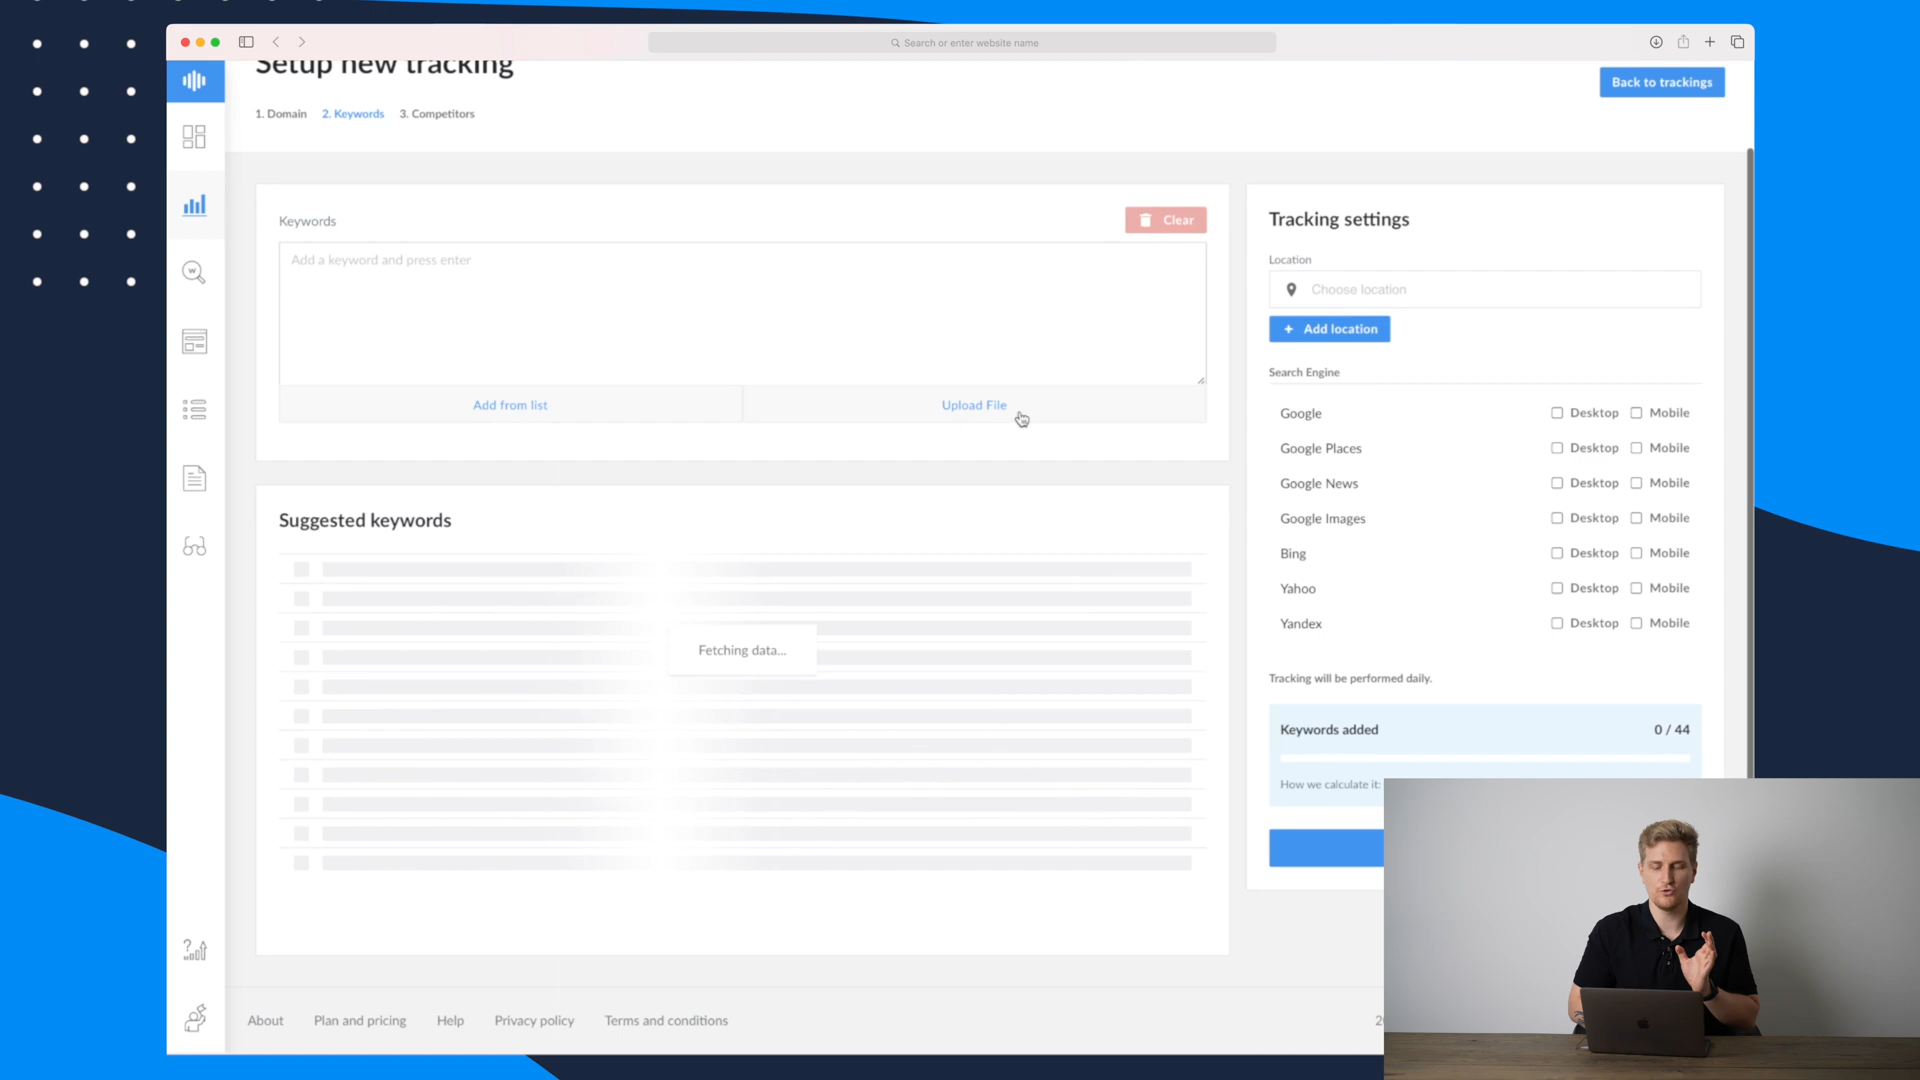 Search or enter website name
Setup new tracking
Back to trackings
1. Domain 2. Keywords 3. Competitors
Keywords
Clear
Add a keyword and press enter
Add from list
Upload File
Suggested keywords
Fetching data...
Tracking settings
Location
Choose location
+ Add location
Search Engine
Google Desktop Mobile
Google Places Desktop Mobile
Google News Desktop Mobile
Google Images Desktop Mobile
Bing Desktop Mobile
Yahoo Desktop Mobile
Yandex Desktop Mobile
Tracking will be performed daily.
Keywords added 0 / 44
How we calculate it:
About Plan and pricing Help Privacy policy Terms and conditions